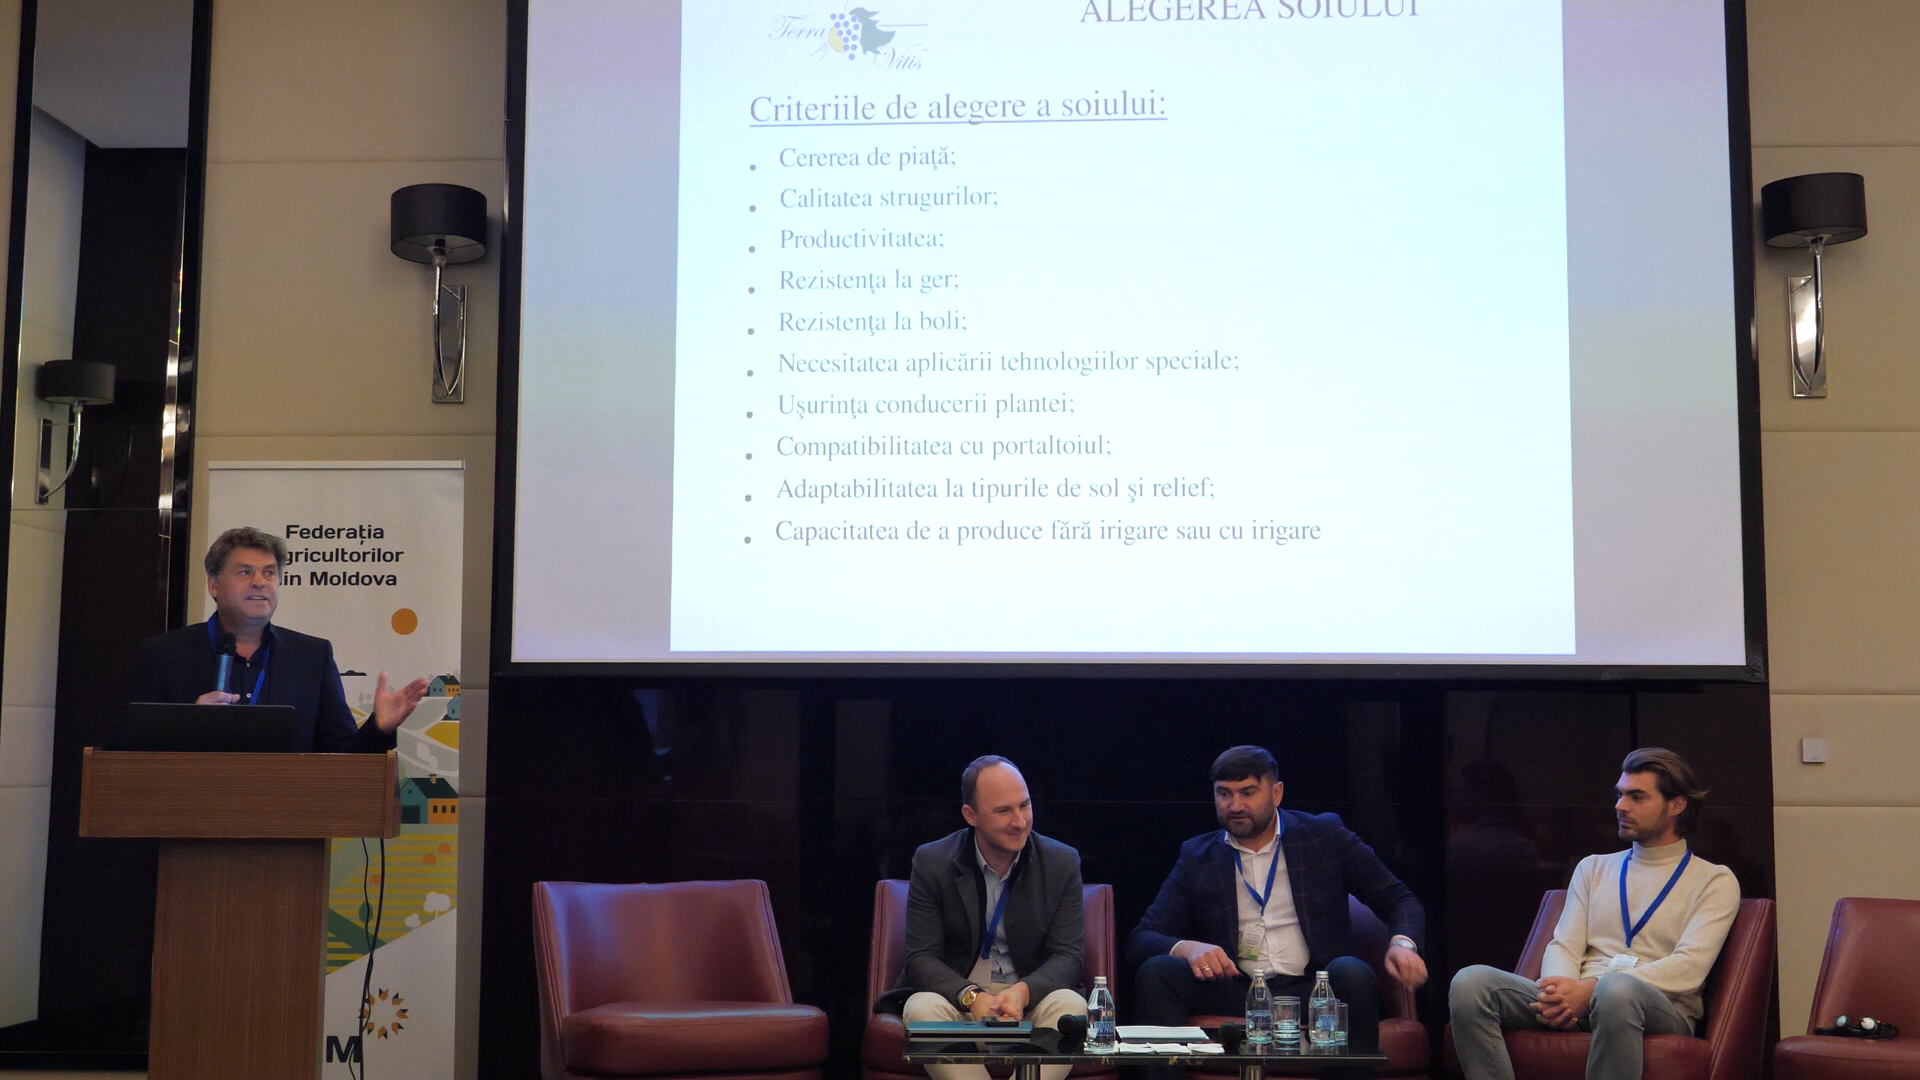 Terra
Vitis
ALEGEREA SOIULUI
Criteriile de alegere a soiului:
Cererea de piaţă;
Calitatea strugurilor;
Productivitatea;
Rezistenţa la ger;
Rezistenţa la boli;
Necesitatea aplicării tehnologiilor speciale;
Uşurinţa conducerii plantei;
Compatibilitatea cu portaltoiul;
Adaptabilitatea la tipurile de sol şi relief;
Capacitatea de a produce fără irigare sau cu irigare
Federația
gricultorilor
in Moldova
M